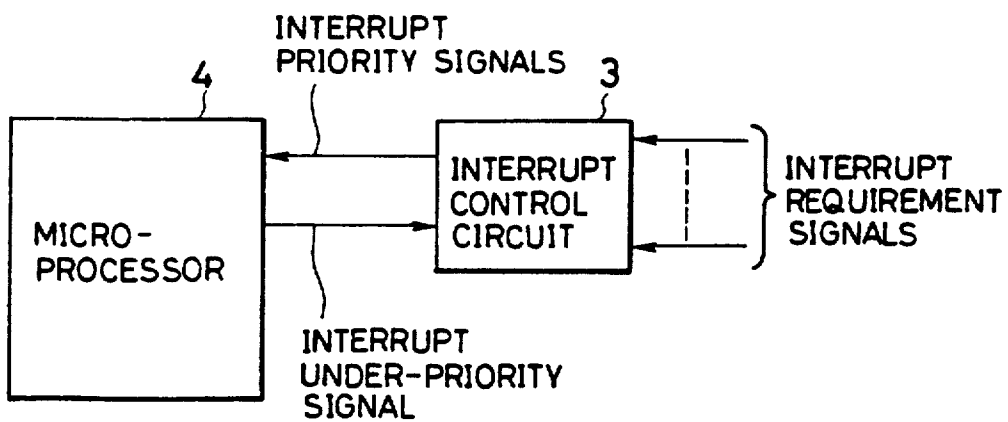 INTERRUPT
PRIORITY SIGNALS
4
3
MICRO-
PROCESSOR
INTERRUPT
CONTROL
CIRCUIT
INTERRUPT
REQUIREMENT
SIGNALS
INTERRUPT
UNDER-PRIORITY
SIGNAL